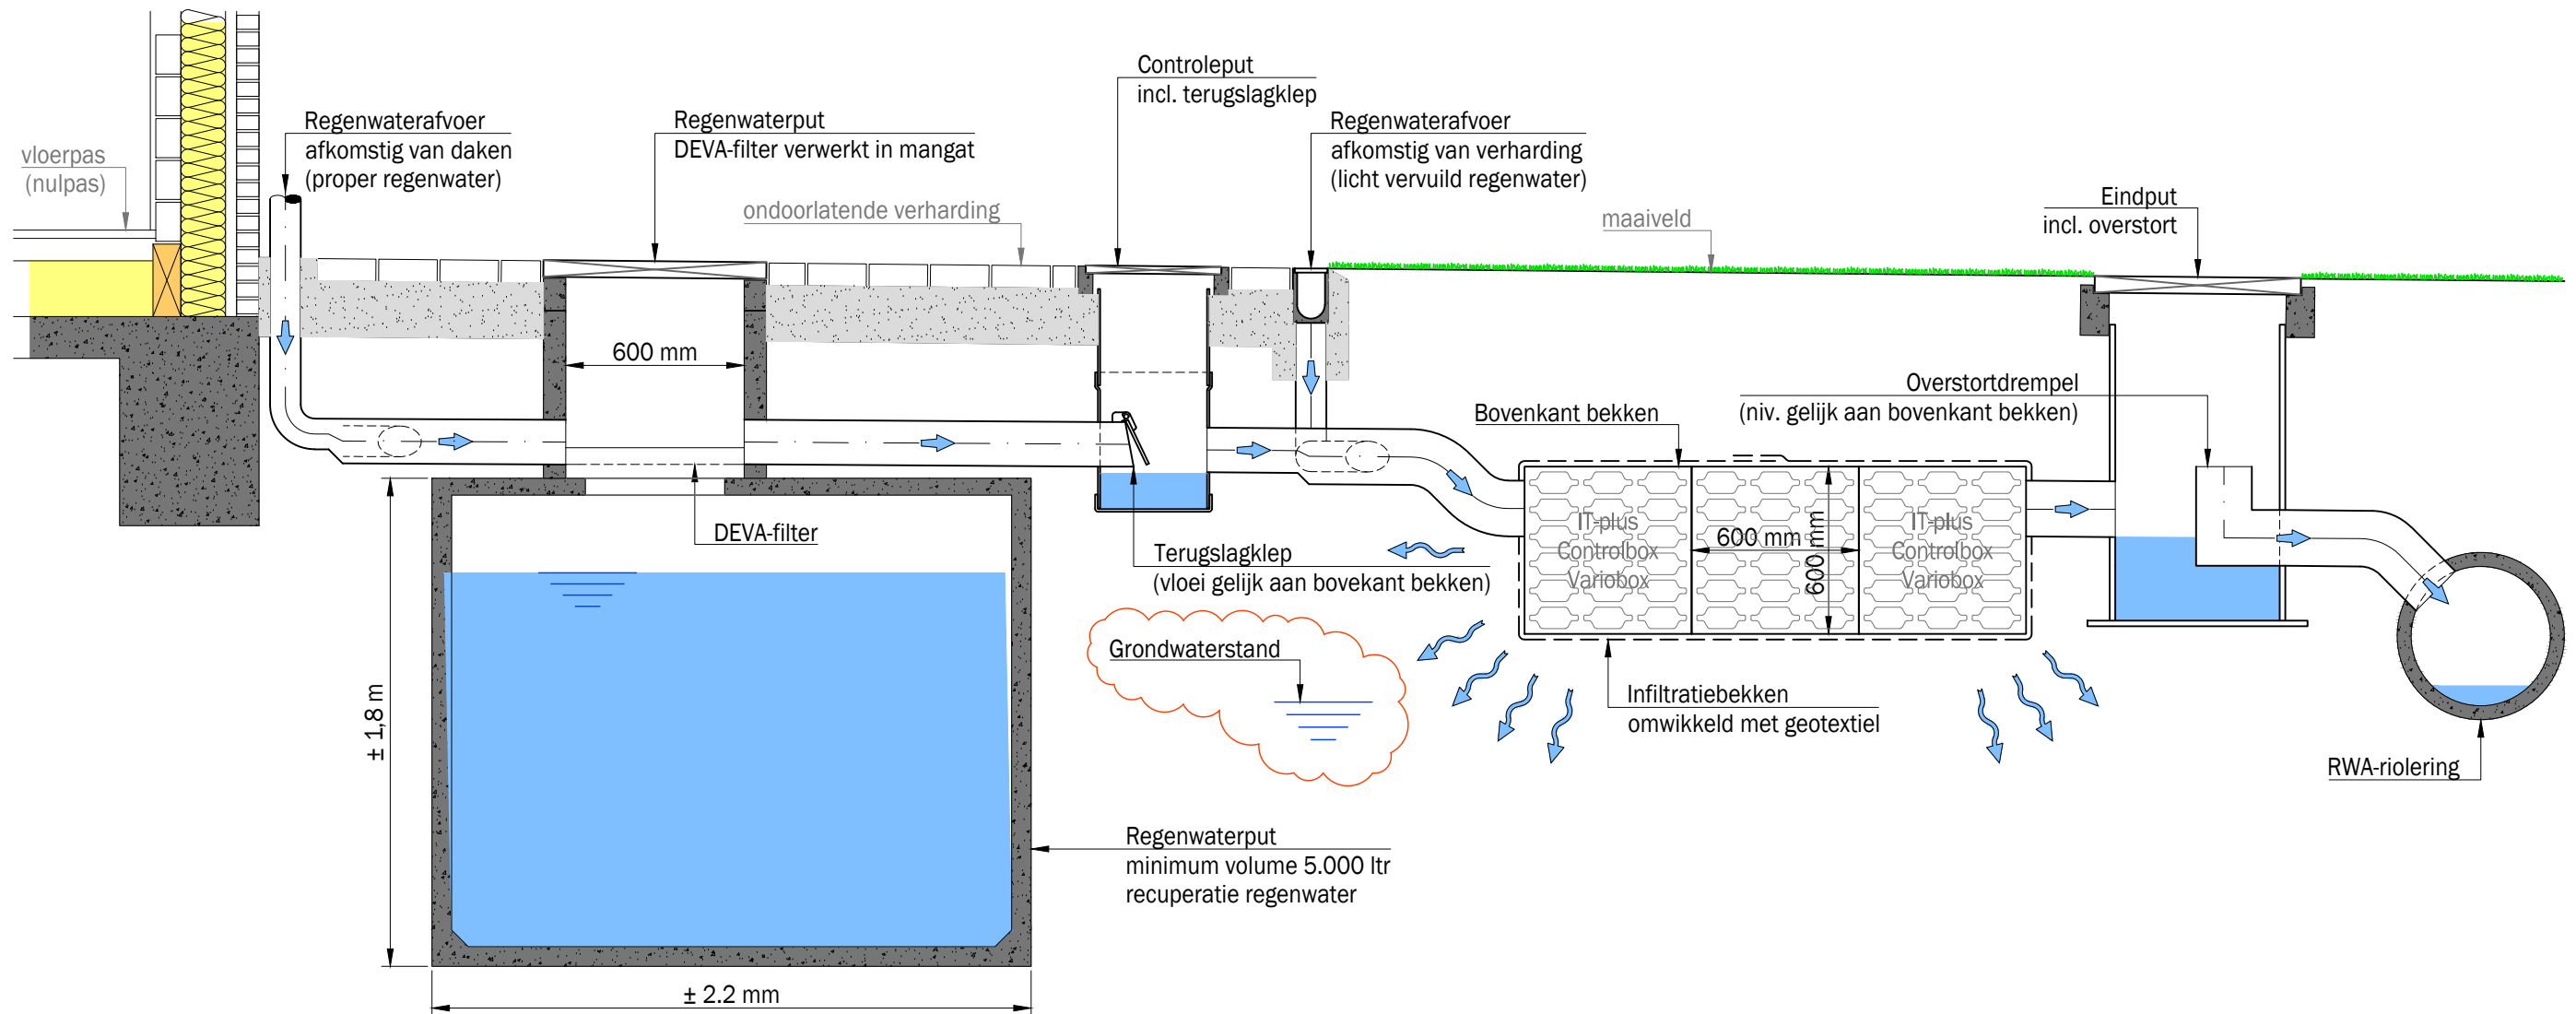 Controleput
incl. terugslagklep
Regenwaterafvoer
afkomstig van daken
(proper regenwater)
Regenwaterput
DEVA-filter verwerkt in mangat
Regenwaterafvoer
afkomstig van verharding
(licht vervuild regenwater)
vloerpas
(nulpas)
ondoorlatende verharding
maaiveld
Eindput
incl. overstort
600 mm
Overstortdrempel
(niv. gelijk aan bovenkant bekken)
Bovenkant bekken
DEVA-filter
Terugslagklep
(vloei gelijk aan bovekant bekken)
IT-plus
Controlbox
Variobox
600 mm
600 mm
IT-plus
Controlbox
Variobox
Grondwaterstand
Infiltratiebekken
omwikkeld met geotextiel
± 1,8 m
RWA-riolering
Regenwaterput
minimum volume 5.000 ltr
recuperatie regenwater
± 2.2 mm